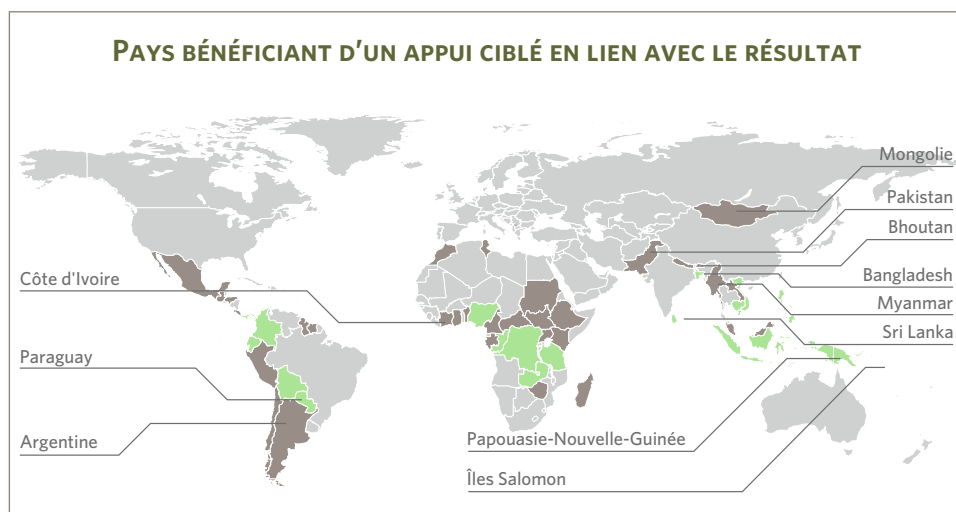 PAYS BÉNÉFICIANT D'UN APPUI CIBLÉ EN LIEN AVEC LE RÉSULTAT
Mongolie
Pakistan
Bhoutan
Côte d'Ivoire
Bangladesh
Myanmar
Sri Lanka
Paraguay
Argentine
Papouasie-Nouvelle-Guinée
Îles Salomon